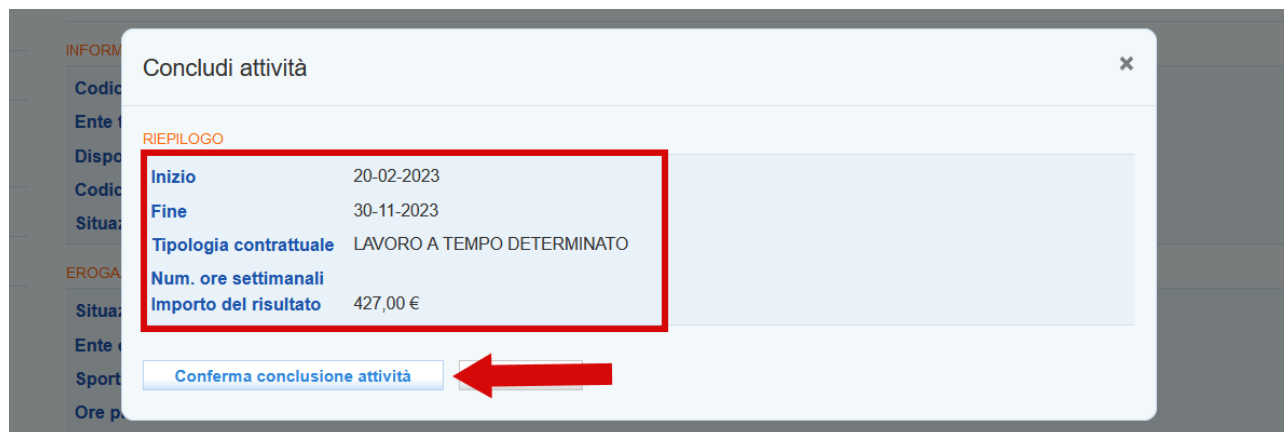 INFORM
Concludi attività
×
Codic
Ente t
RIEPILOGO
Dispo
Inizio 20-02-2023
Codic
Fine 30-11-2023
Situaz
Tipologia contrattuale LAVORO A TEMPO DETERMINATO
EROGA
Num. ore settimanali
Importo del risultato 427,00 €
Situaz
Ente e
Conferma conclusione attività
Sport
Ore p